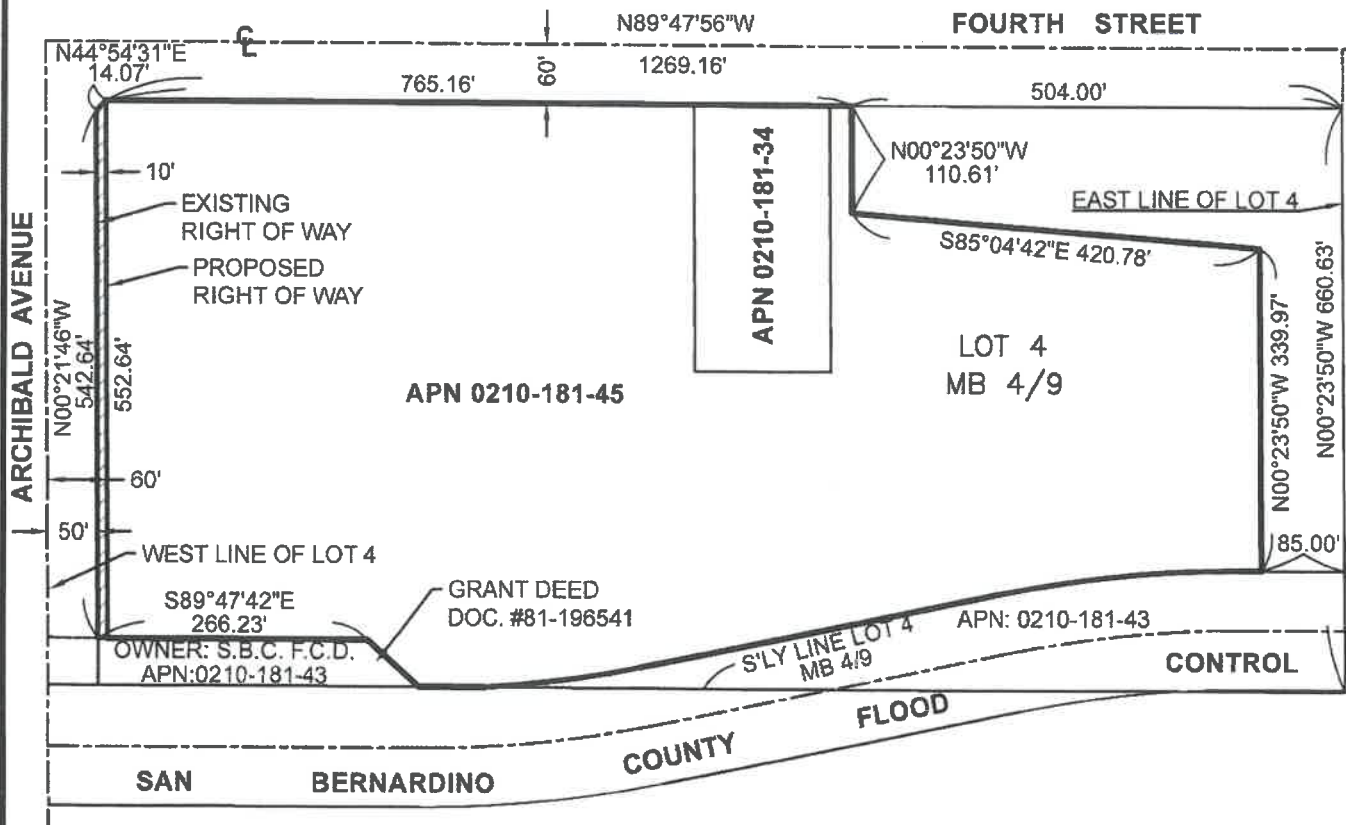 N89°47'56"W
FOURTH STREET
℄
N44°54'31"E
14.07'
765.16'
60'
1269.16'
504.00'
10'
APN 0210-181-34
N00°23'50"W
110.61'
EXISTING
RIGHT OF WAY
EAST LINE OF LOT 4
S85°04'42"E 420.78'
PROPOSED
RIGHT OF WAY
ARCHIBALD AVENUE
N00°21'46"W
542.64'
552.64'
LOT 4
MB 4/9
APN 0210-181-45
N00°23'50"W 339.97'
N00°23'50"W 660.63'
60'
50'
85.00'
WEST LINE OF LOT 4
S89°47'42"E
266.23'
GRANT DEED
DOC. #81-196541
OWNER: S.B.C. F.C.D.
APN:0210-181-43
S'LY LINE LOT 4
MB 4/9
APN: 0210-181-43
SAN BERNARDINO COUNTY FLOOD CONTROL